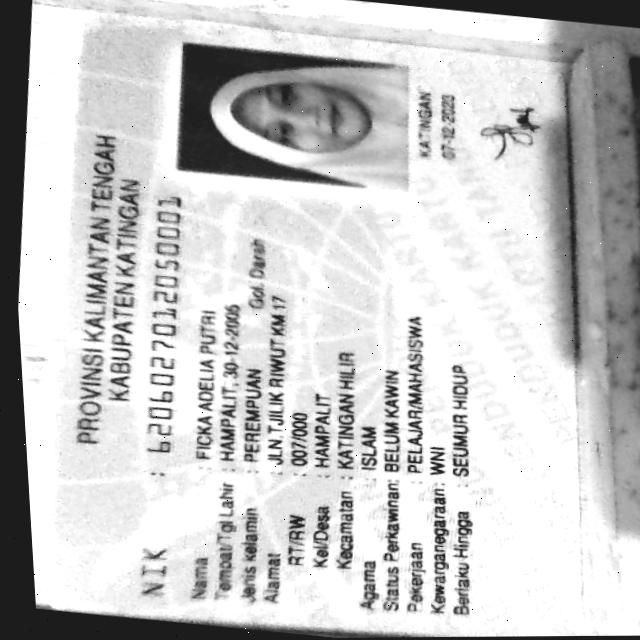 PROVINSI KALIMANTAN TENGAH
KABUPATEN KATINGAN
NIK : 6206027012050001
Nama : FICKA ADELIA PUTRI
Tempat/Tgl Lahir : HAMPALIT, 30-12-2005
Jenis kelamin : PEREMPUAN Gol. Darah
Alamat : JLN. TJILIK RIWUT KM 17
RT/RW : 007/000
Kel/Desa : HAMPALIT
Kecamatan : KATINGAN HILIR
Agama : ISLAM
Status Perkawinan: BELUM KAWIN
Pekerjaan : PELAJAR/MAHASISWA
Kewarganegaraan: WNI
Berlaku Hingga : SEUMUR HIDUP
KATINGAN
07-12-2023